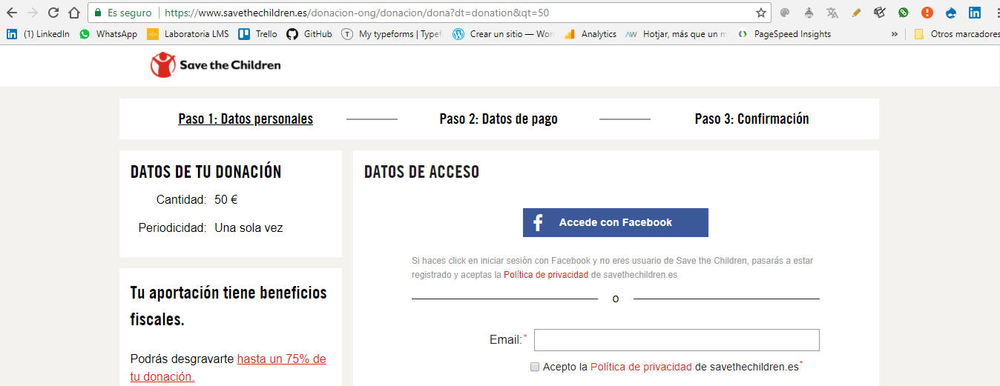 Es seguro | https://www.savethechildren.es/donacion-ong/donacion/dona?dt=donation&qt=50
(1) LinkedIn WhatsApp Laboratoria LMS Trello GitHub My typeforms | Typef Crear un sitio — Wor Analytics Hotjar, más que un m PageSpeed Insights » Otros marcadores
Save the Children
Paso 1: Datos personales Paso 2: Datos de pago Paso 3: Confirmación
DATOS DE TU DONACIÓN
Cantidad: 50 €
Periodicidad: Una sola vez
Tu aportación tiene beneficios
fiscales.
Podrás desgravarte hasta un 75% de
tu donación.
DATOS DE ACCESO
Accede con Facebook
Si haces click en iniciar sesión con Facebook y no eres usuario de Save the Children, pasarás a estar
registrado y aceptas la Política de privacidad de savethechildren.es
O
Email:*
Acepto la Política de privacidad de savethechildren.es*